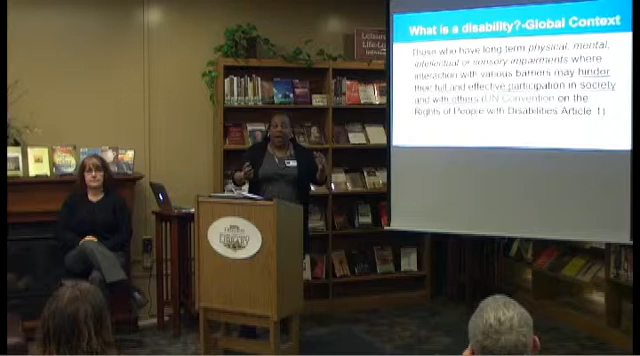 What is a disability?-Global Context
Those who have long term physical, mental,
intellectual or sensory impairments where
interaction with various barriers may hinder
their full and effective participation in society
and with others (UN Convention on the
Rights of People with Disabilities Article 1)
Leisure
LIBRARY